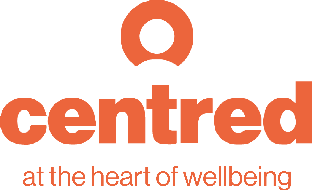 centred
at the heart of wellbeing